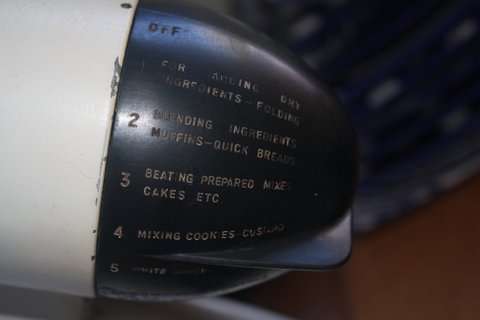 OFF
1 FOR ADDING DRY
INGREDIENTS-FOLDING
2 BLENDING INGREDIENTS
MUFFINS-QUICK BREADS
3 BEATING PREPARED MIXES
CAKES ETC
4 MIXING COOKIES CUSTARD
5